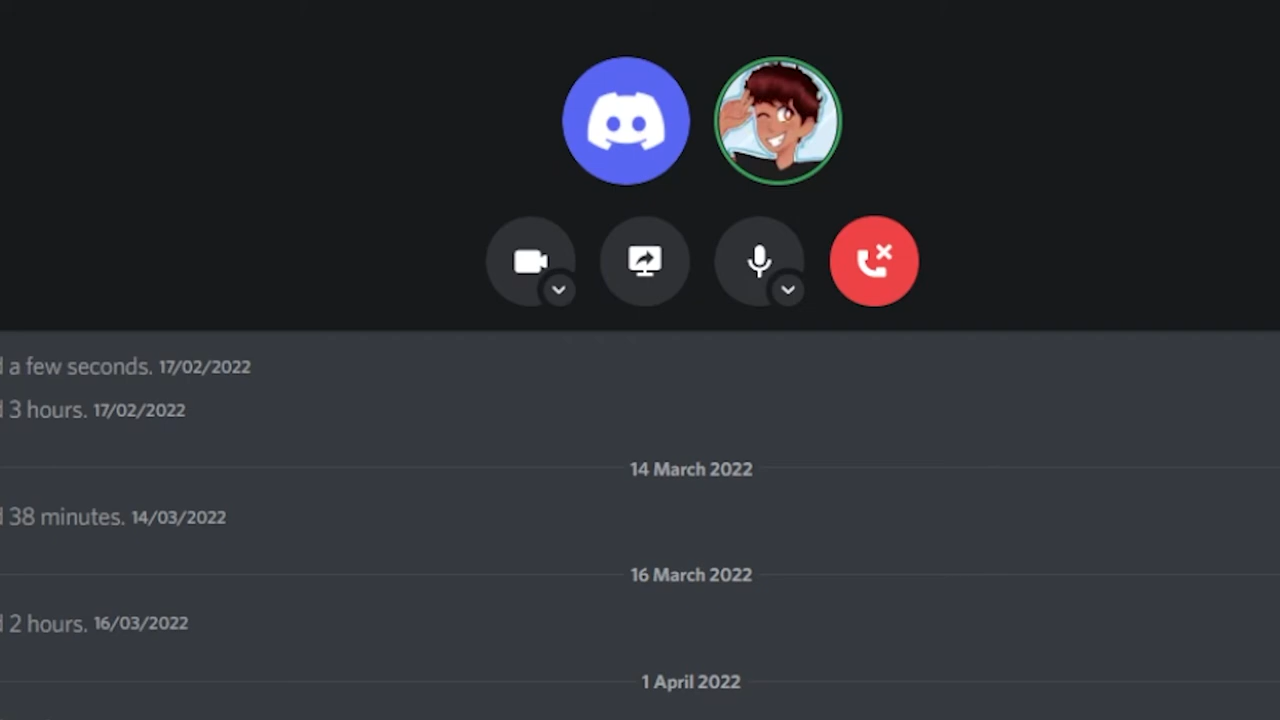 a few seconds. 17/02/2022
3 hours. 17/02/2022
14 March 2022
38 minutes. 14/03/2022
16 March 2022
2 hours. 16/03/2022
1 April 2022